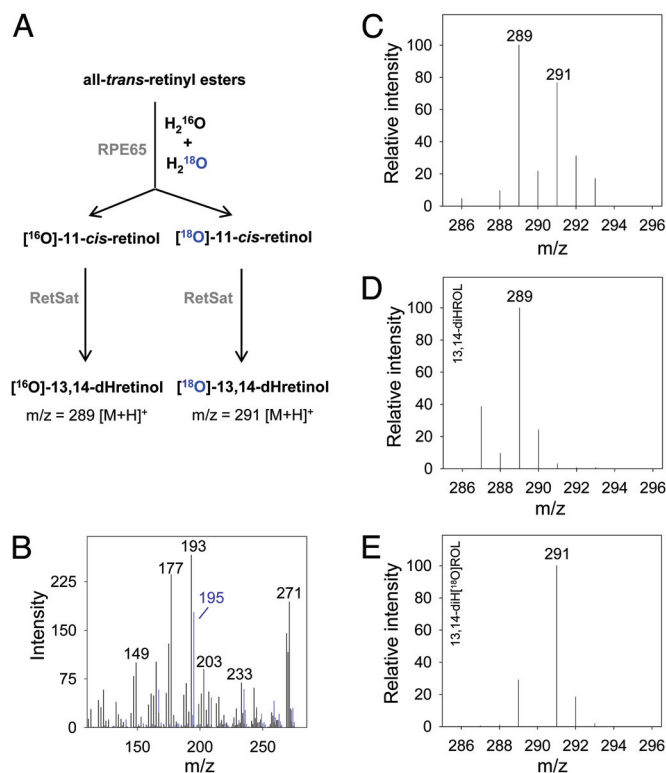 A
all-trans-retinyl esters
RPE65
H₂¹⁶O
+
H₂¹⁸O
[¹⁶O]-11-cis-retinol [¹⁸O]-11-cis-retinol
RetSat RetSat
[¹⁶O]-13,14-dHretinol [¹⁸O]-13,14-dHretinol
m/z = 289 [M+H]⁺ m/z = 291 [M+H]⁺
B
Intensity
225
150
75
0
149
177
193
195
203
233
271
150 200 250
m/z
C
Relative intensity
100
80
60
40
20
0
289
291
286 288 290 292 294 296
m/z
D
Relative intensity
13,14-diHROL
100
80
60
40
20
0
289
286 288 290 292 294 296
m/z
E
Relative intensity
13,14-diH[¹⁸O]ROL
100
80
60
40
20
0
291
286 288 290 292 294 296
m/z